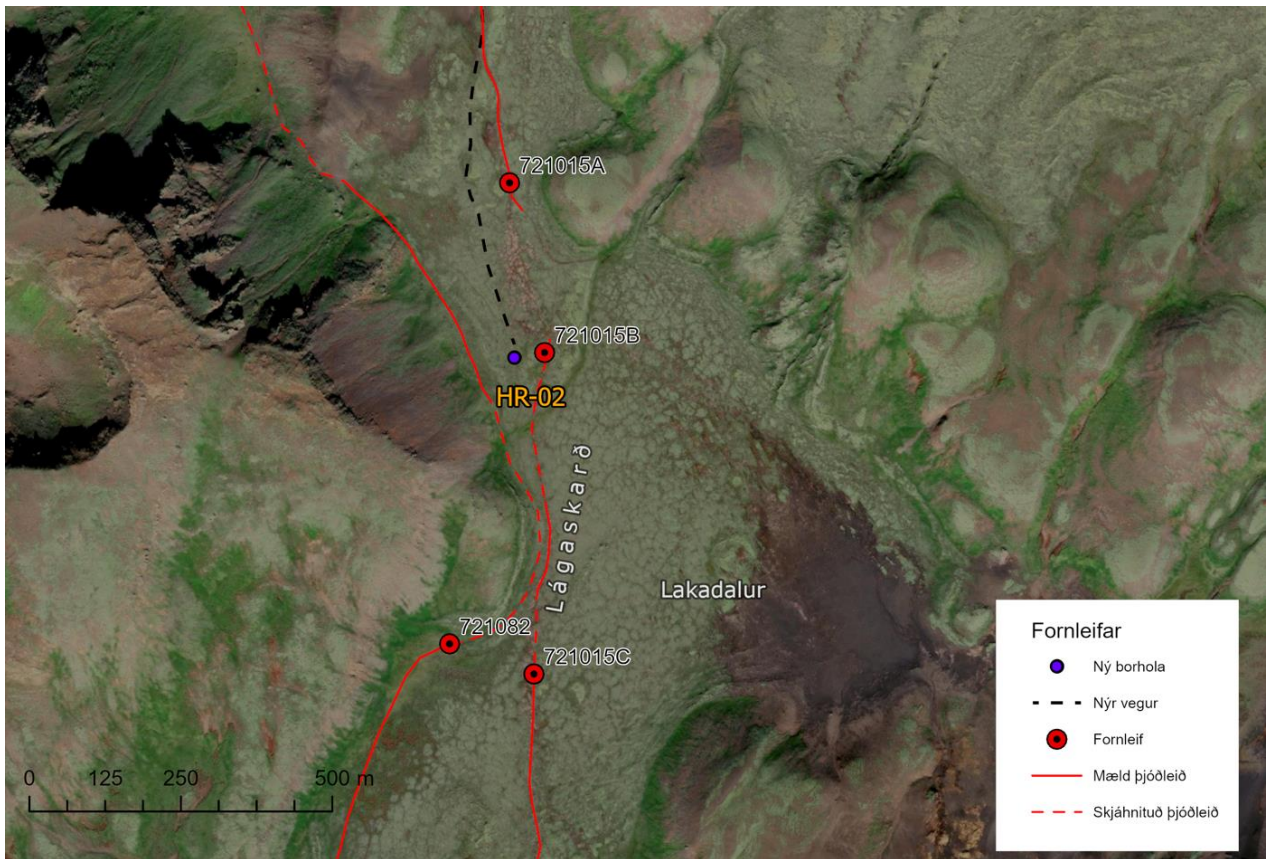 721015A
721015B
HR-02
Lágaskarð
Lakadalur
721082
721015C
0 125 250 500 m
Fornleifar
Ný borhola
Nýr vegur
Fornleif
Mæld þjóðleið
Skjáhnituð þjóðleið